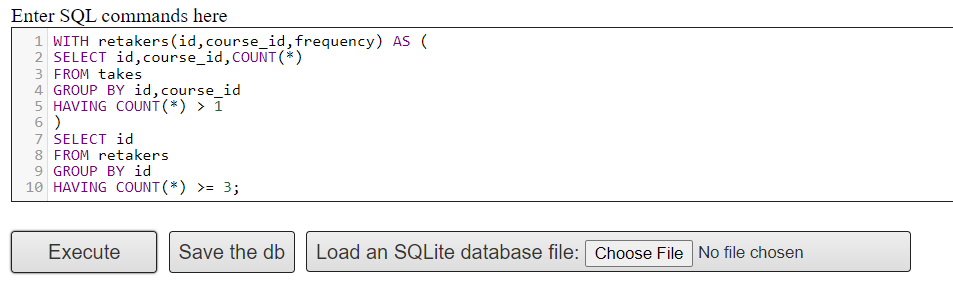 Enter SQL commands here
1 WITH retakers(id,course_id,frequency) AS (
2 SELECT id,course_id,COUNT(*)
3 FROM takes
4 GROUP BY id,course_id
5 HAVING COUNT(*) > 1
6 )
7 SELECT id
8 FROM retakers
9 GROUP BY id
10 HAVING COUNT(*) >= 3;
Execute Save the db Load an SQLite database file: Choose File No file chosen